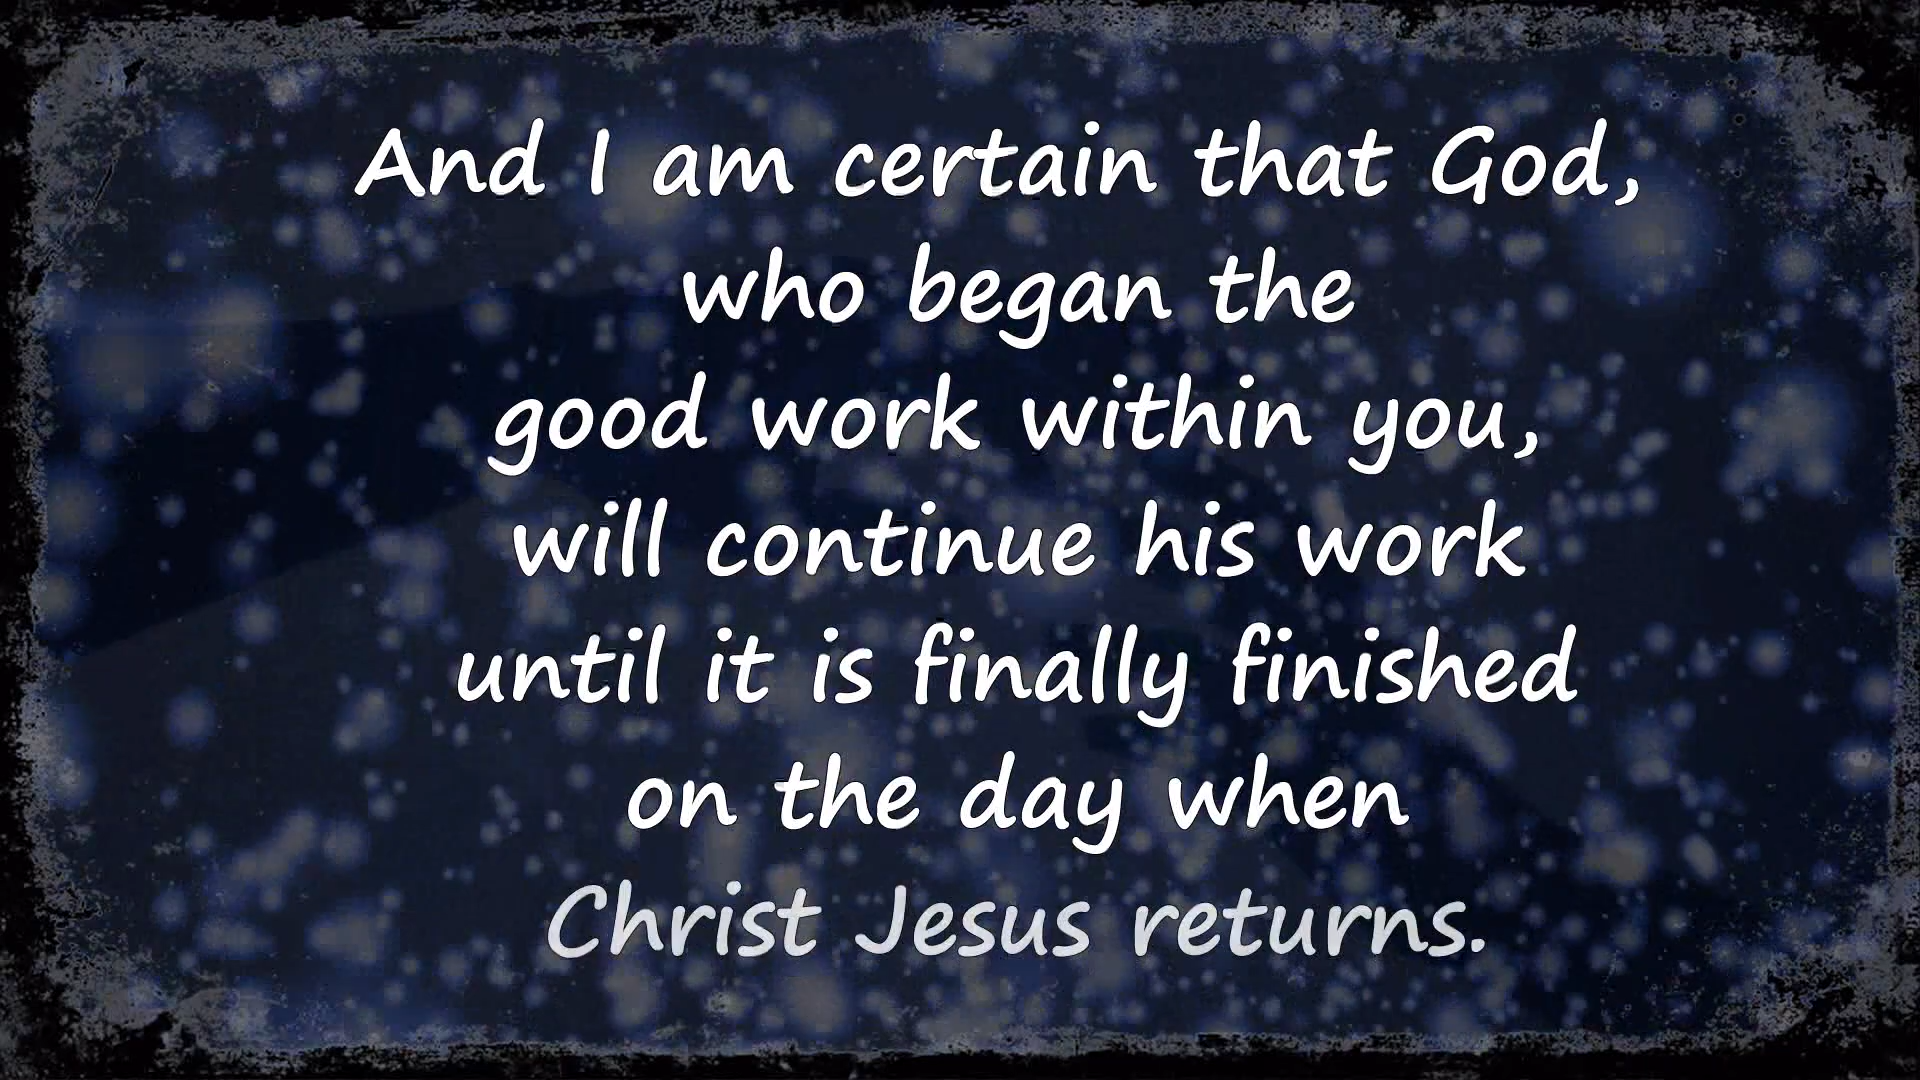 And I am certain that God,
who began the
good work within you,
will continue his work
until it is finally finished
on the day when
Christ Jesus returns.